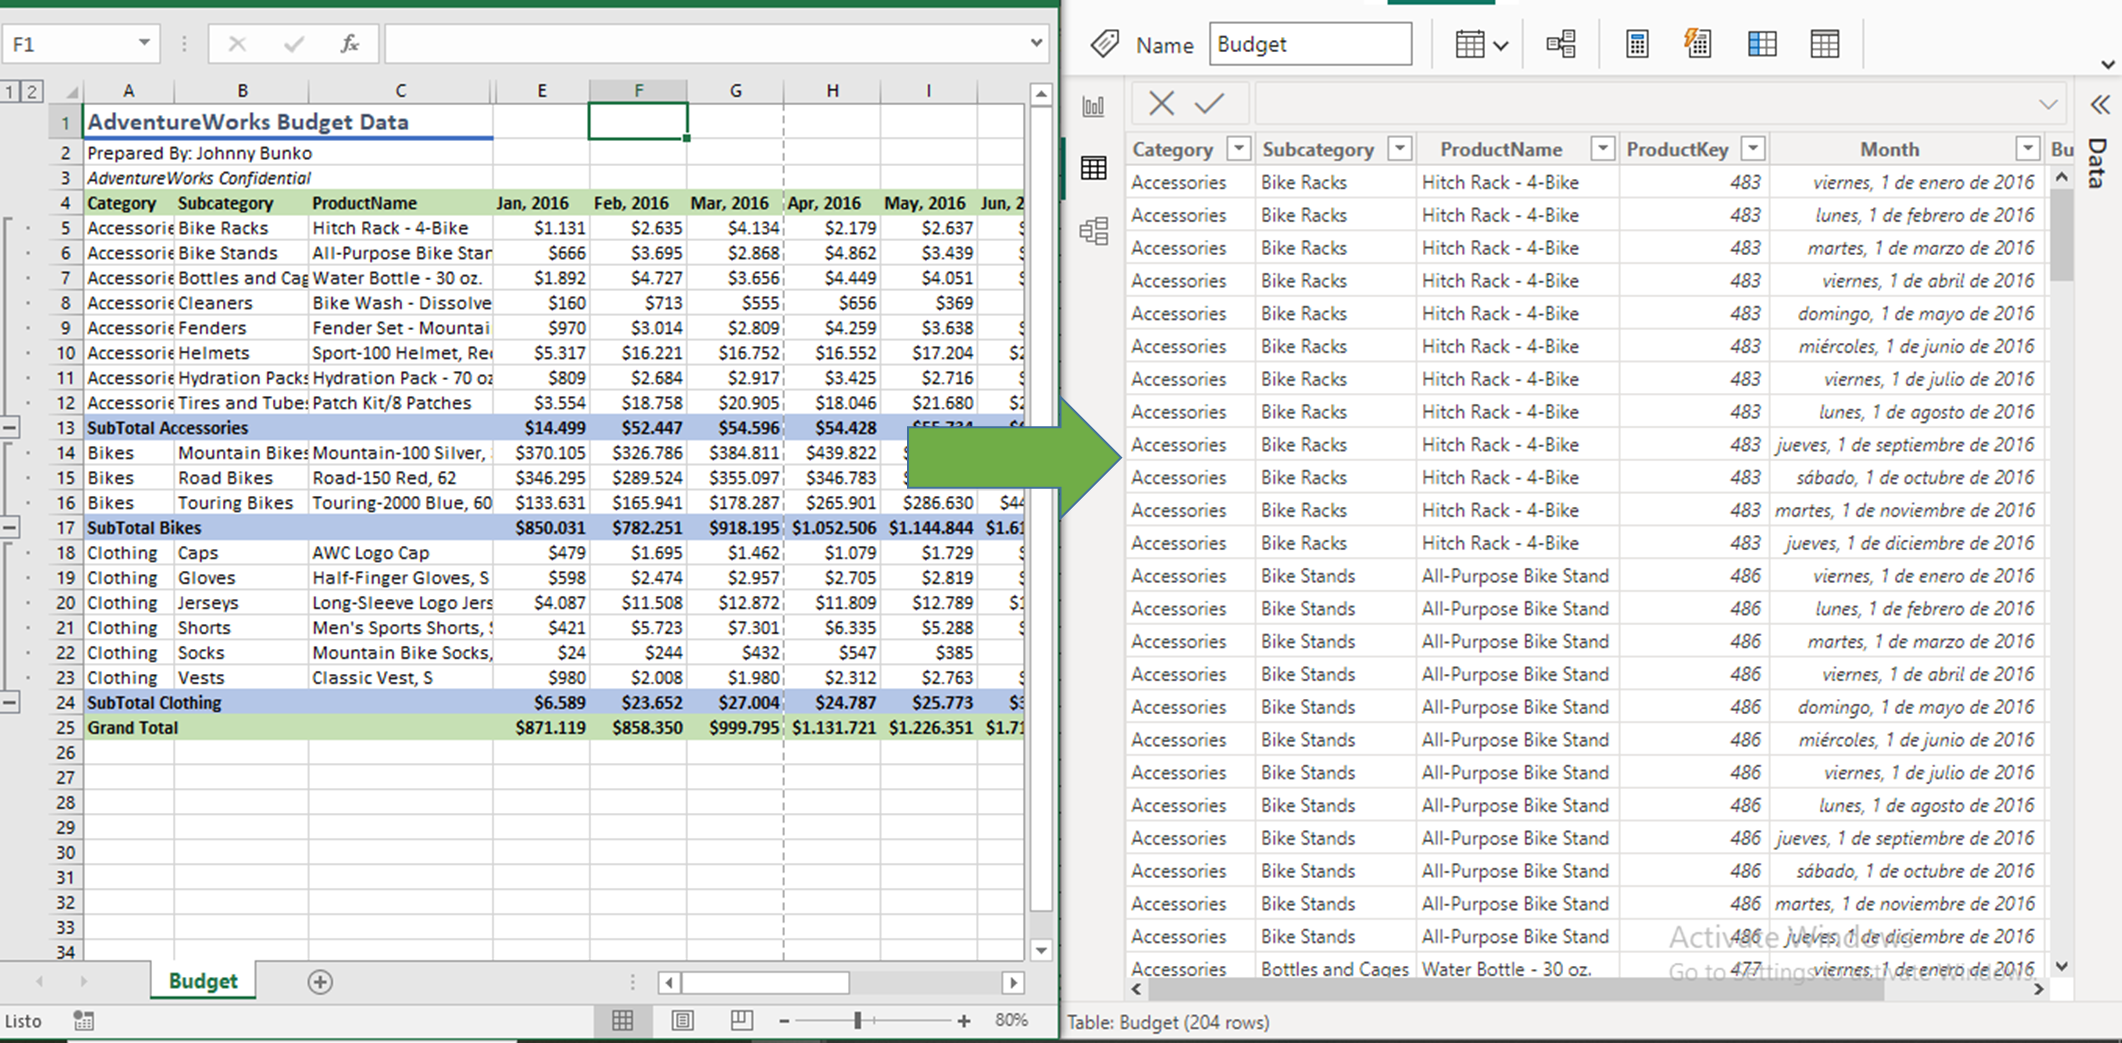 F1
fx
1 2
A B C E F G H I
1 AdventureWorks Budget Data
2 Prepared By: Johnny Bunko
3 AdventureWorks Confidential
4 Category Subcategory ProductName Jan, 2016 Feb, 2016 Mar, 2016 Apr, 2016 May, 2016 Jun, 2
5 Accessorie Bike Racks Hitch Rack - 4-Bike $1.131 $2.635 $4.134 $2.179 $2.637
6 Accessorie Bike Stands All-Purpose Bike Stan $666 $3.695 $2.868 $4.862 $3.439
7 Accessorie Bottles and Cag Water Bottle - 30 oz. $1.892 $4.727 $3.656 $4.449 $4.051
8 Accessorie Cleaners Bike Wash - Dissolve $160 $713 $555 $656 $369
9 Accessorie Fenders Fender Set - Mountai $970 $3.014 $2.809 $4.259 $3.638
10 Accessorie Helmets Sport-100 Helmet, Re $5.317 $16.221 $16.752 $16.552 $17.204 $2
11 Accessorie Hydration Packs Hydration Pack - 70 oz $809 $2.684 $2.917 $3.425 $2.716
12 Accessorie Tires and Tubes Patch Kit/8 Patches $3.554 $18.758 $20.905 $18.046 $21.680 $2
13 SubTotal Accessories $14.499 $52.447 $54.596 $54.428
14 Bikes Mountain Bikes Mountain-100 Silver, $370.105 $326.786 $384.811 $439.822
15 Bikes Road Bikes Road-150 Red, 62 $346.295 $289.524 $355.097 $346.783
16 Bikes Touring Bikes Touring-2000 Blue, 60 $133.631 $165.941 $178.287 $265.901 $286.630 $44
17 SubTotal Bikes $850.031 $782.251 $918.195 $1.052.506 $1.144.844 $1.61
18 Clothing Caps AWC Logo Cap $479 $1.695 $1.462 $1.079 $1.729
19 Clothing Gloves Half-Finger Gloves, S $598 $2.474 $2.957 $2.705 $2.819
20 Clothing Jerseys Long-Sleeve Logo Jers $4.087 $11.508 $12.872 $11.809 $12.789 $1
21 Clothing Shorts Men's Sports Shorts, $421 $5.723 $7.301 $6.335 $5.288
22 Clothing Socks Mountain Bike Socks, $24 $244 $432 $547 $385
23 Clothing Vests Classic Vest, S $980 $2.008 $1.980 $2.312 $2.763
24 SubTotal Clothing $6.589 $23.652 $27.004 $24.787 $25.773
25 Grand Total $871.119 $858.350 $999.795 $1.131.721 $1.226.351 $1.71
26
27
28
29
30
31
32
33
34
Budget
Listo
80%
Name Budget
Data
Category Subcategory ProductName ProductKey Month Bu
Accessories Bike Racks Hitch Rack - 4-Bike 483 viernes, 1 de enero de 2016
Accessories Bike Racks Hitch Rack - 4-Bike 483 lunes, 1 de febrero de 2016
Accessories Bike Racks Hitch Rack - 4-Bike 483 martes, 1 de marzo de 2016
Accessories Bike Racks Hitch Rack - 4-Bike 483 viernes, 1 de abril de 2016
Accessories Bike Racks Hitch Rack - 4-Bike 483 domingo, 1 de mayo de 2016
Accessories Bike Racks Hitch Rack - 4-Bike 483 miércoles, 1 de junio de 2016
Accessories Bike Racks Hitch Rack - 4-Bike 483 viernes, 1 de julio de 2016
Accessories Bike Racks Hitch Rack - 4-Bike 483 lunes, 1 de agosto de 2016
Accessories Bike Racks Hitch Rack - 4-Bike 483 jueves, 1 de septiembre de 2016
Accessories Bike Racks Hitch Rack - 4-Bike 483 sábado, 1 de octubre de 2016
Accessories Bike Racks Hitch Rack - 4-Bike 483 martes, 1 de noviembre de 2016
Accessories Bike Racks Hitch Rack - 4-Bike 483 jueves, 1 de diciembre de 2016
Accessories Bike Stands All-Purpose Bike Stand 486 viernes, 1 de enero de 2016
Accessories Bike Stands All-Purpose Bike Stand 486 lunes, 1 de febrero de 2016
Accessories Bike Stands All-Purpose Bike Stand 486 martes, 1 de marzo de 2016
Accessories Bike Stands All-Purpose Bike Stand 486 viernes, 1 de abril de 2016
Accessories Bike Stands All-Purpose Bike Stand 486 domingo, 1 de mayo de 2016
Accessories Bike Stands All-Purpose Bike Stand 486 miércoles, 1 de junio de 2016
Accessories Bike Stands All-Purpose Bike Stand 486 viernes, 1 de julio de 2016
Accessories Bike Stands All-Purpose Bike Stand 486 lunes, 1 de agosto de 2016
Accessories Bike Stands All-Purpose Bike Stand 486 jueves, 1 de septiembre de 2016
Accessories Bike Stands All-Purpose Bike Stand 486 sábado, 1 de octubre de 2016
Accessories Bike Stands All-Purpose Bike Stand 486 martes, 1 de noviembre de 2016
Accessories Bike Stands All-Purpose Bike Stand 486 jueves, 1 de diciembre de 2016
Accessories Bottles and Cages Water Bottle - 30 oz. 477 viernes, 1 de enero de 2016
Activate Windows
Go to Settings to activate Windows.
Table: Budget (204 rows)